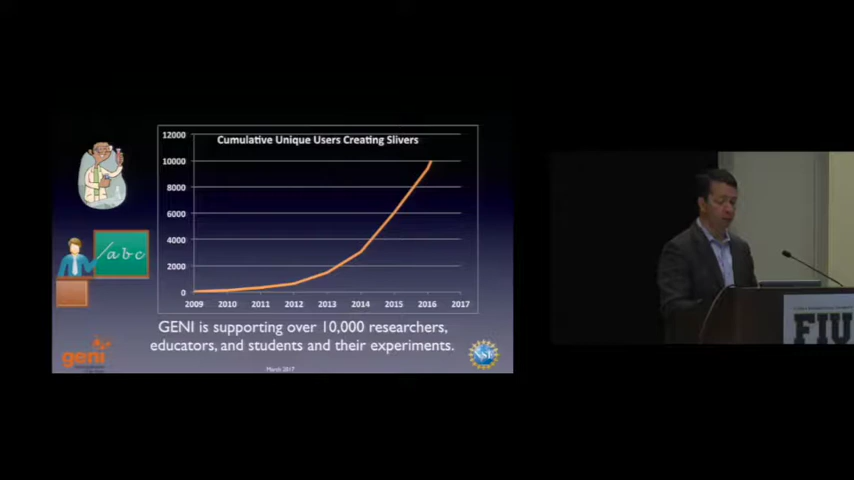 Cumulative Unique Users Creating Slivers
12000
10000
8000
6000
4000
2000
0
2009 2010 2011 2012 2013 2014 2015 2016 2017
abc
GENI is supporting over 10,000 researchers,
educators, and students and their experiments.
geni
NSF
March 2017
FIU